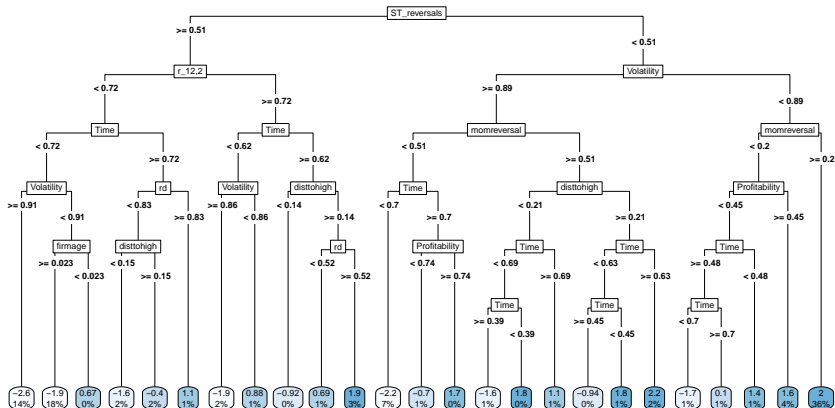 ST_reversals
>= 0.51
< 0.51
r_12,2
Volatility
< 0.72
>= 0.72
>= 0.89
< 0.89
Time
Time
momreversal
momreversal
< 0.72
>= 0.72
< 0.62
>= 0.62
< 0.51
>= 0.51
< 0.2
>= 0.2
Volatility
rd
Volatility
disttohigh
Time
disttohigh
Profitability
>= 0.91
< 0.91
< 0.83
>= 0.83
>= 0.86
< 0.86
< 0.14
>= 0.14
< 0.7
>= 0.7
< 0.21
>= 0.21
< 0.45
>= 0.45
firmage
disttohigh
rd
Profitability
Time
Time
Time
>= 0.023
< 0.023
< 0.15
>= 0.15
< 0.52
>= 0.52
< 0.74
>= 0.74
< 0.69
>= 0.69
< 0.63
>= 0.63
>= 0.48
< 0.48
Time
Time
Time
>= 0.39
< 0.39
>= 0.45
< 0.45
< 0.7
>= 0.7
−2.6 −1.9 0.67 −1.6 −0.4 1.1 −1.9 0.88 −0.92 0.69 1.9 −2.2 −0.7 1.7 −1.6 1.8 1.1 −0.94 1.8 2.2 −1.7 0.1 1.4 1.6 2
14% 18% 0% 2% 2% 1% 2% 1% 0% 1% 3% 7% 1% 0% 1% 0% 1% 0% 1% 2% 1% 1% 1% 4% 36%